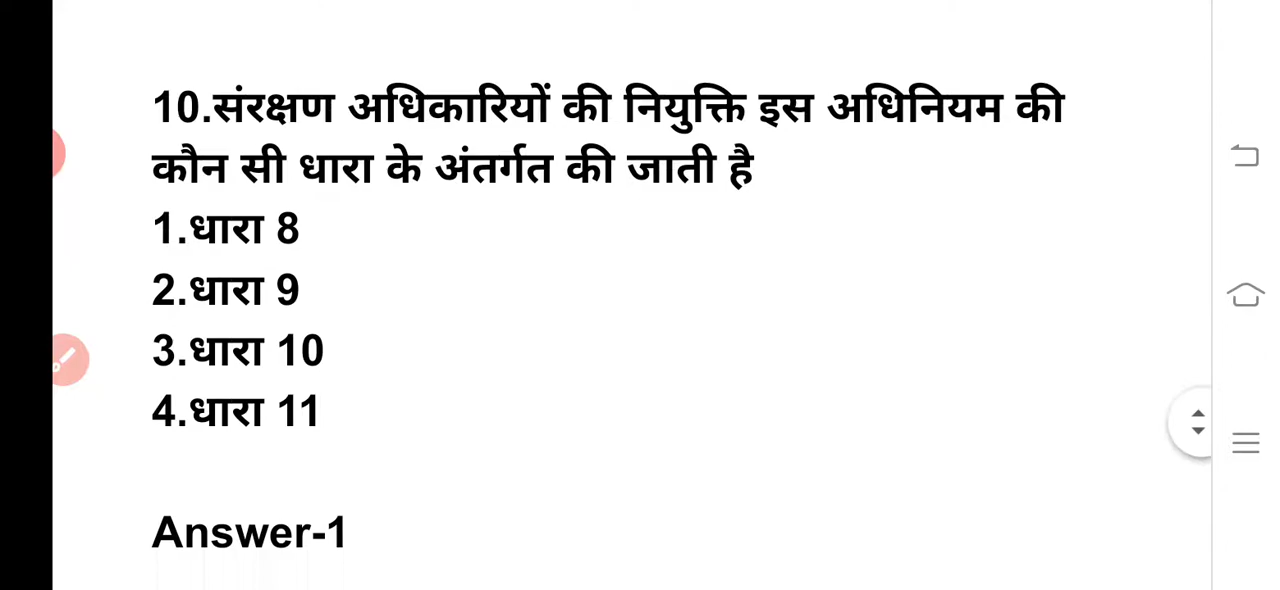 10.संरक्षण अधिकारियों की नियुक्ति इस अधिनियम की
कौन सी धारा के अंतर्गत की जाती है
1.धारा 8
2.धारा 9
3.धारा 10
4.धारा 11
Answer-1